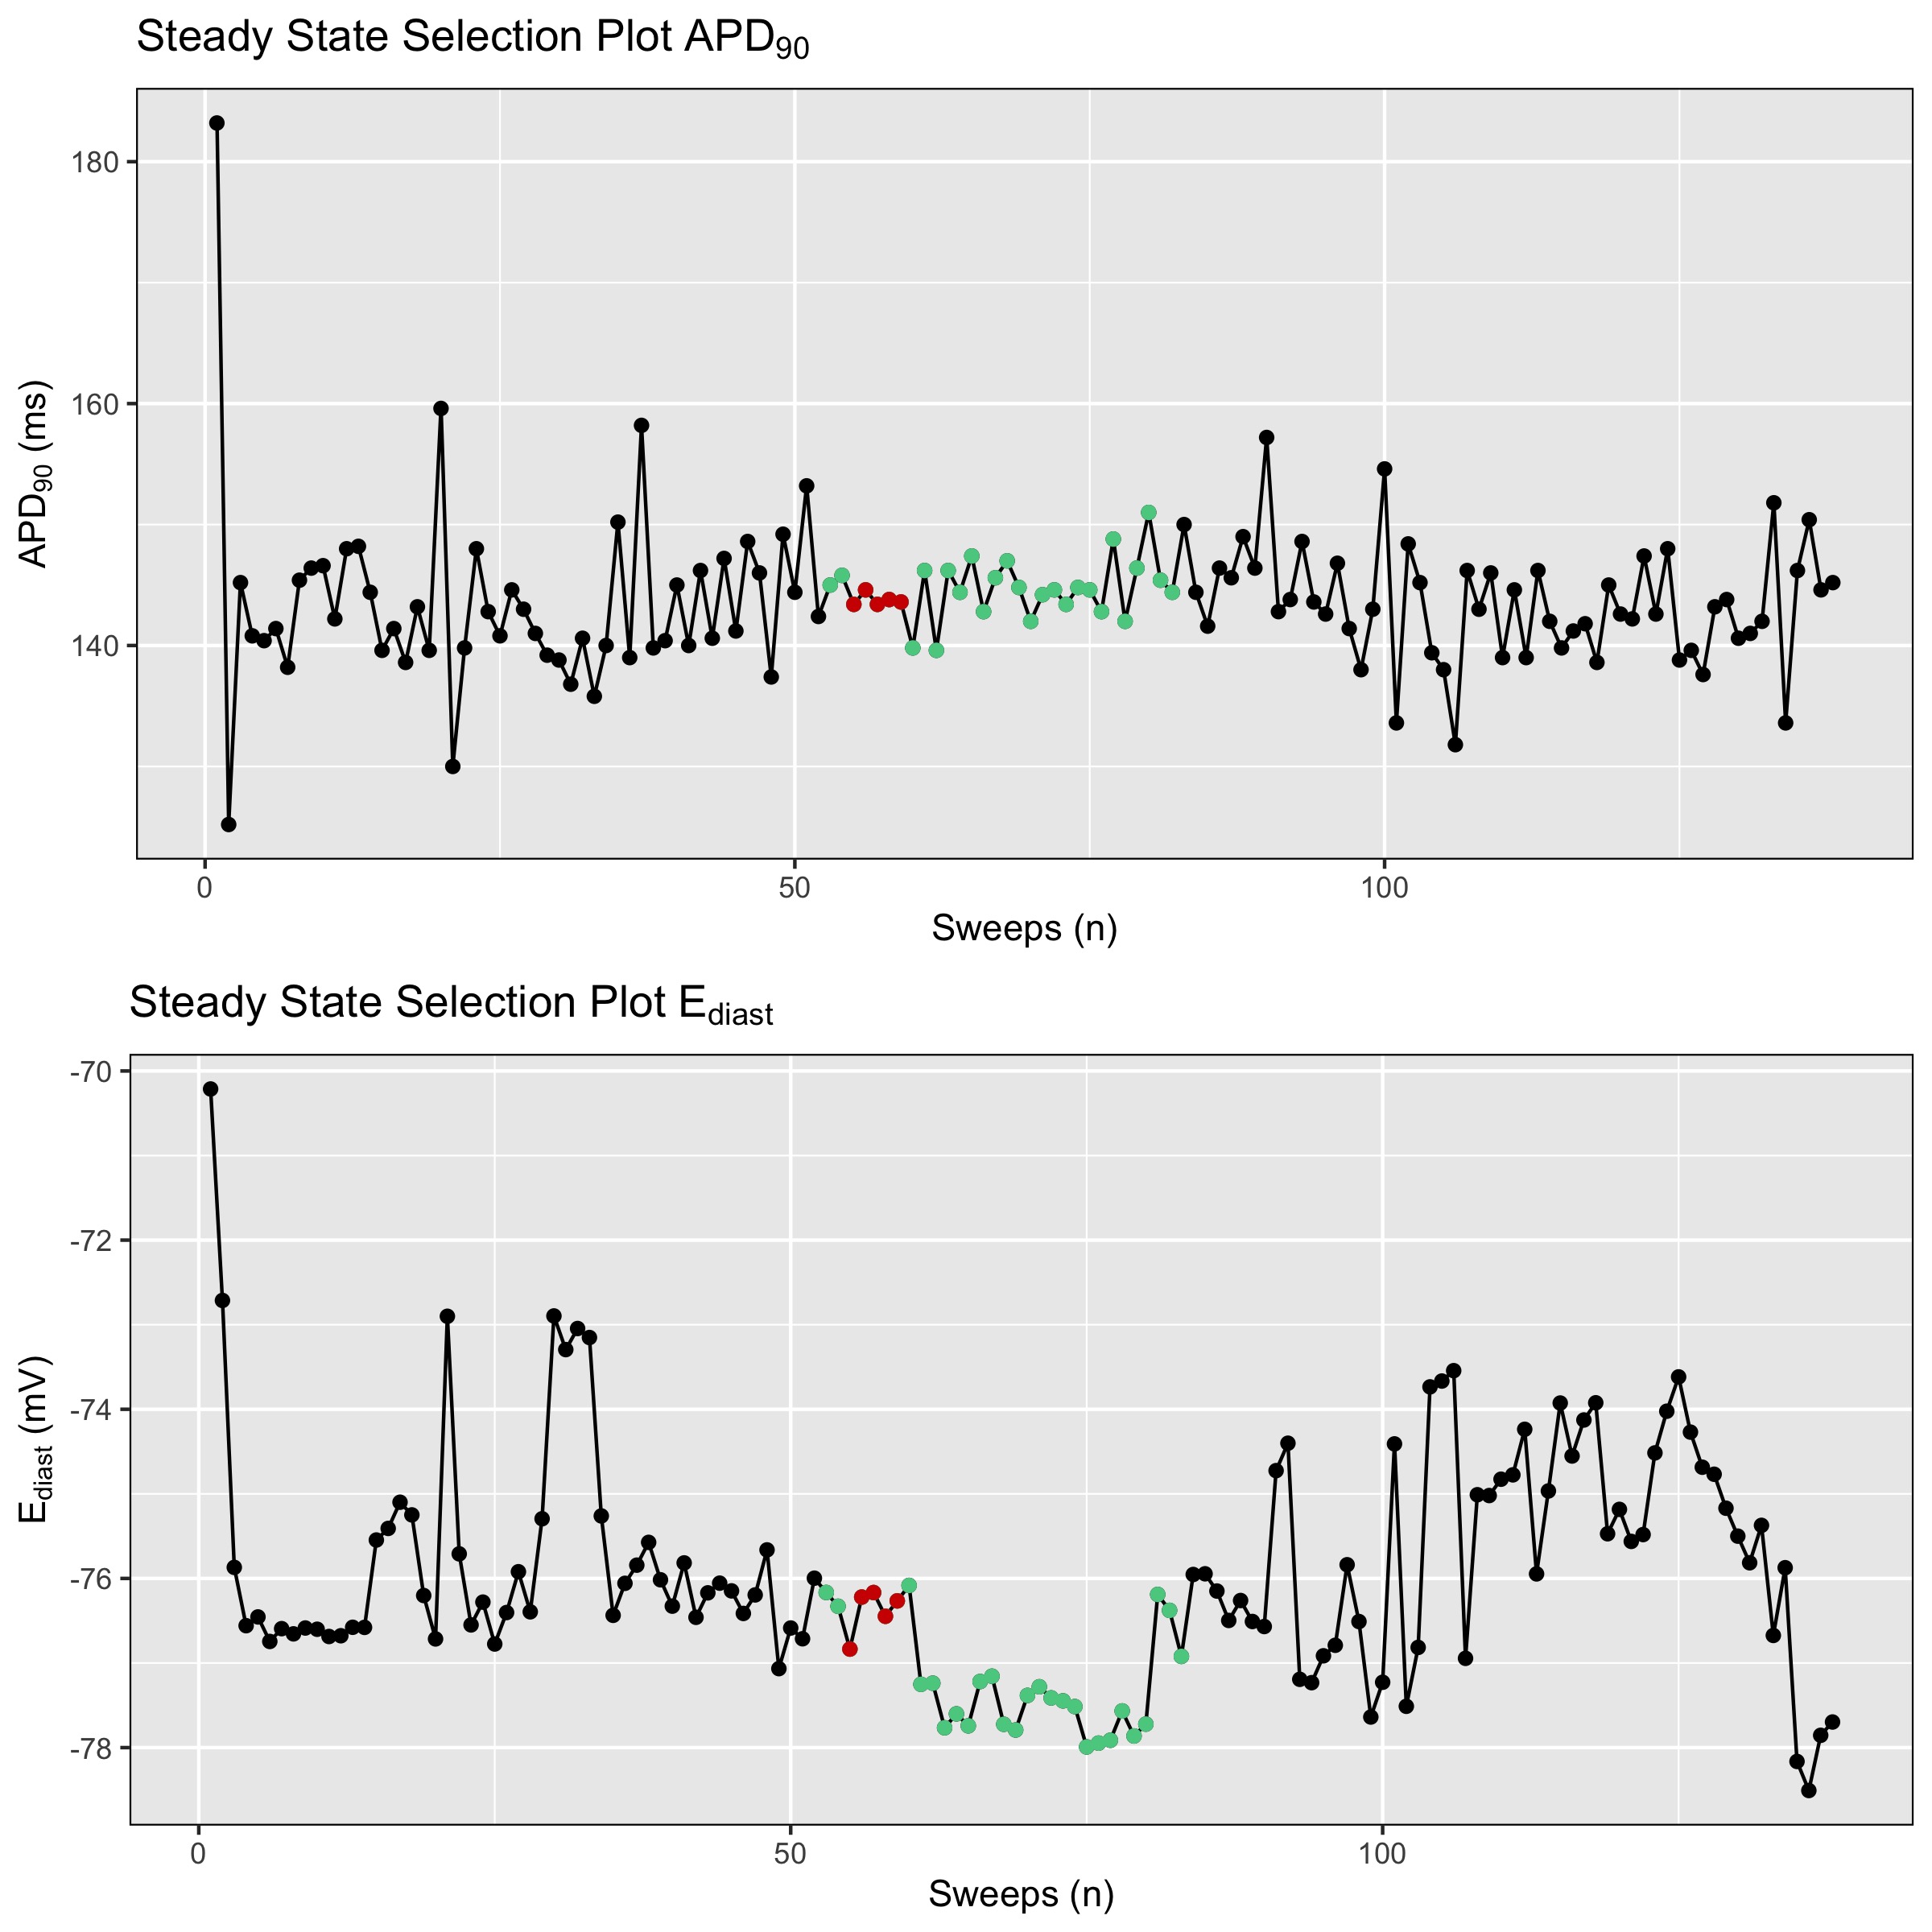 Steady State Selection Plot APD90
180
160
140
APD90 (ms)
0 50 100
Sweeps (n)
Steady State Selection Plot Ediast
-70
-72
-74
-76
-78
Ediast (mV)
0 50 100
Sweeps (n)